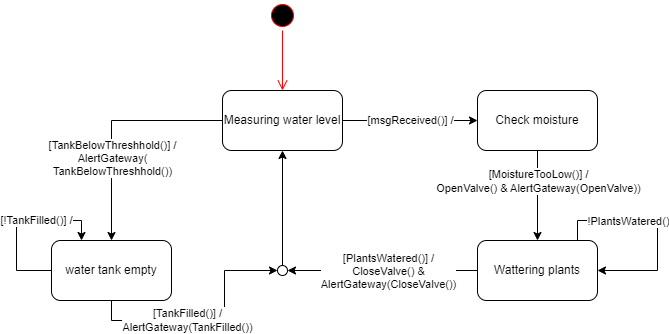 Measuring water level
[msgReceived()] /
Check moisture
[TankBelowThreshhold()] /
AlertGateway(
TankBelowThreshhold())
[MoistureTooLow()] /
OpenValve() & AlertGateway(OpenValve))
[!TankFilled()] /
!PlantsWatered()
water tank empty
[PlantsWatered()] /
CloseValve() &
AlertGateway(CloseValve())
Wattering plants
[TankFilled()] /
AlertGateway(TankFilled())